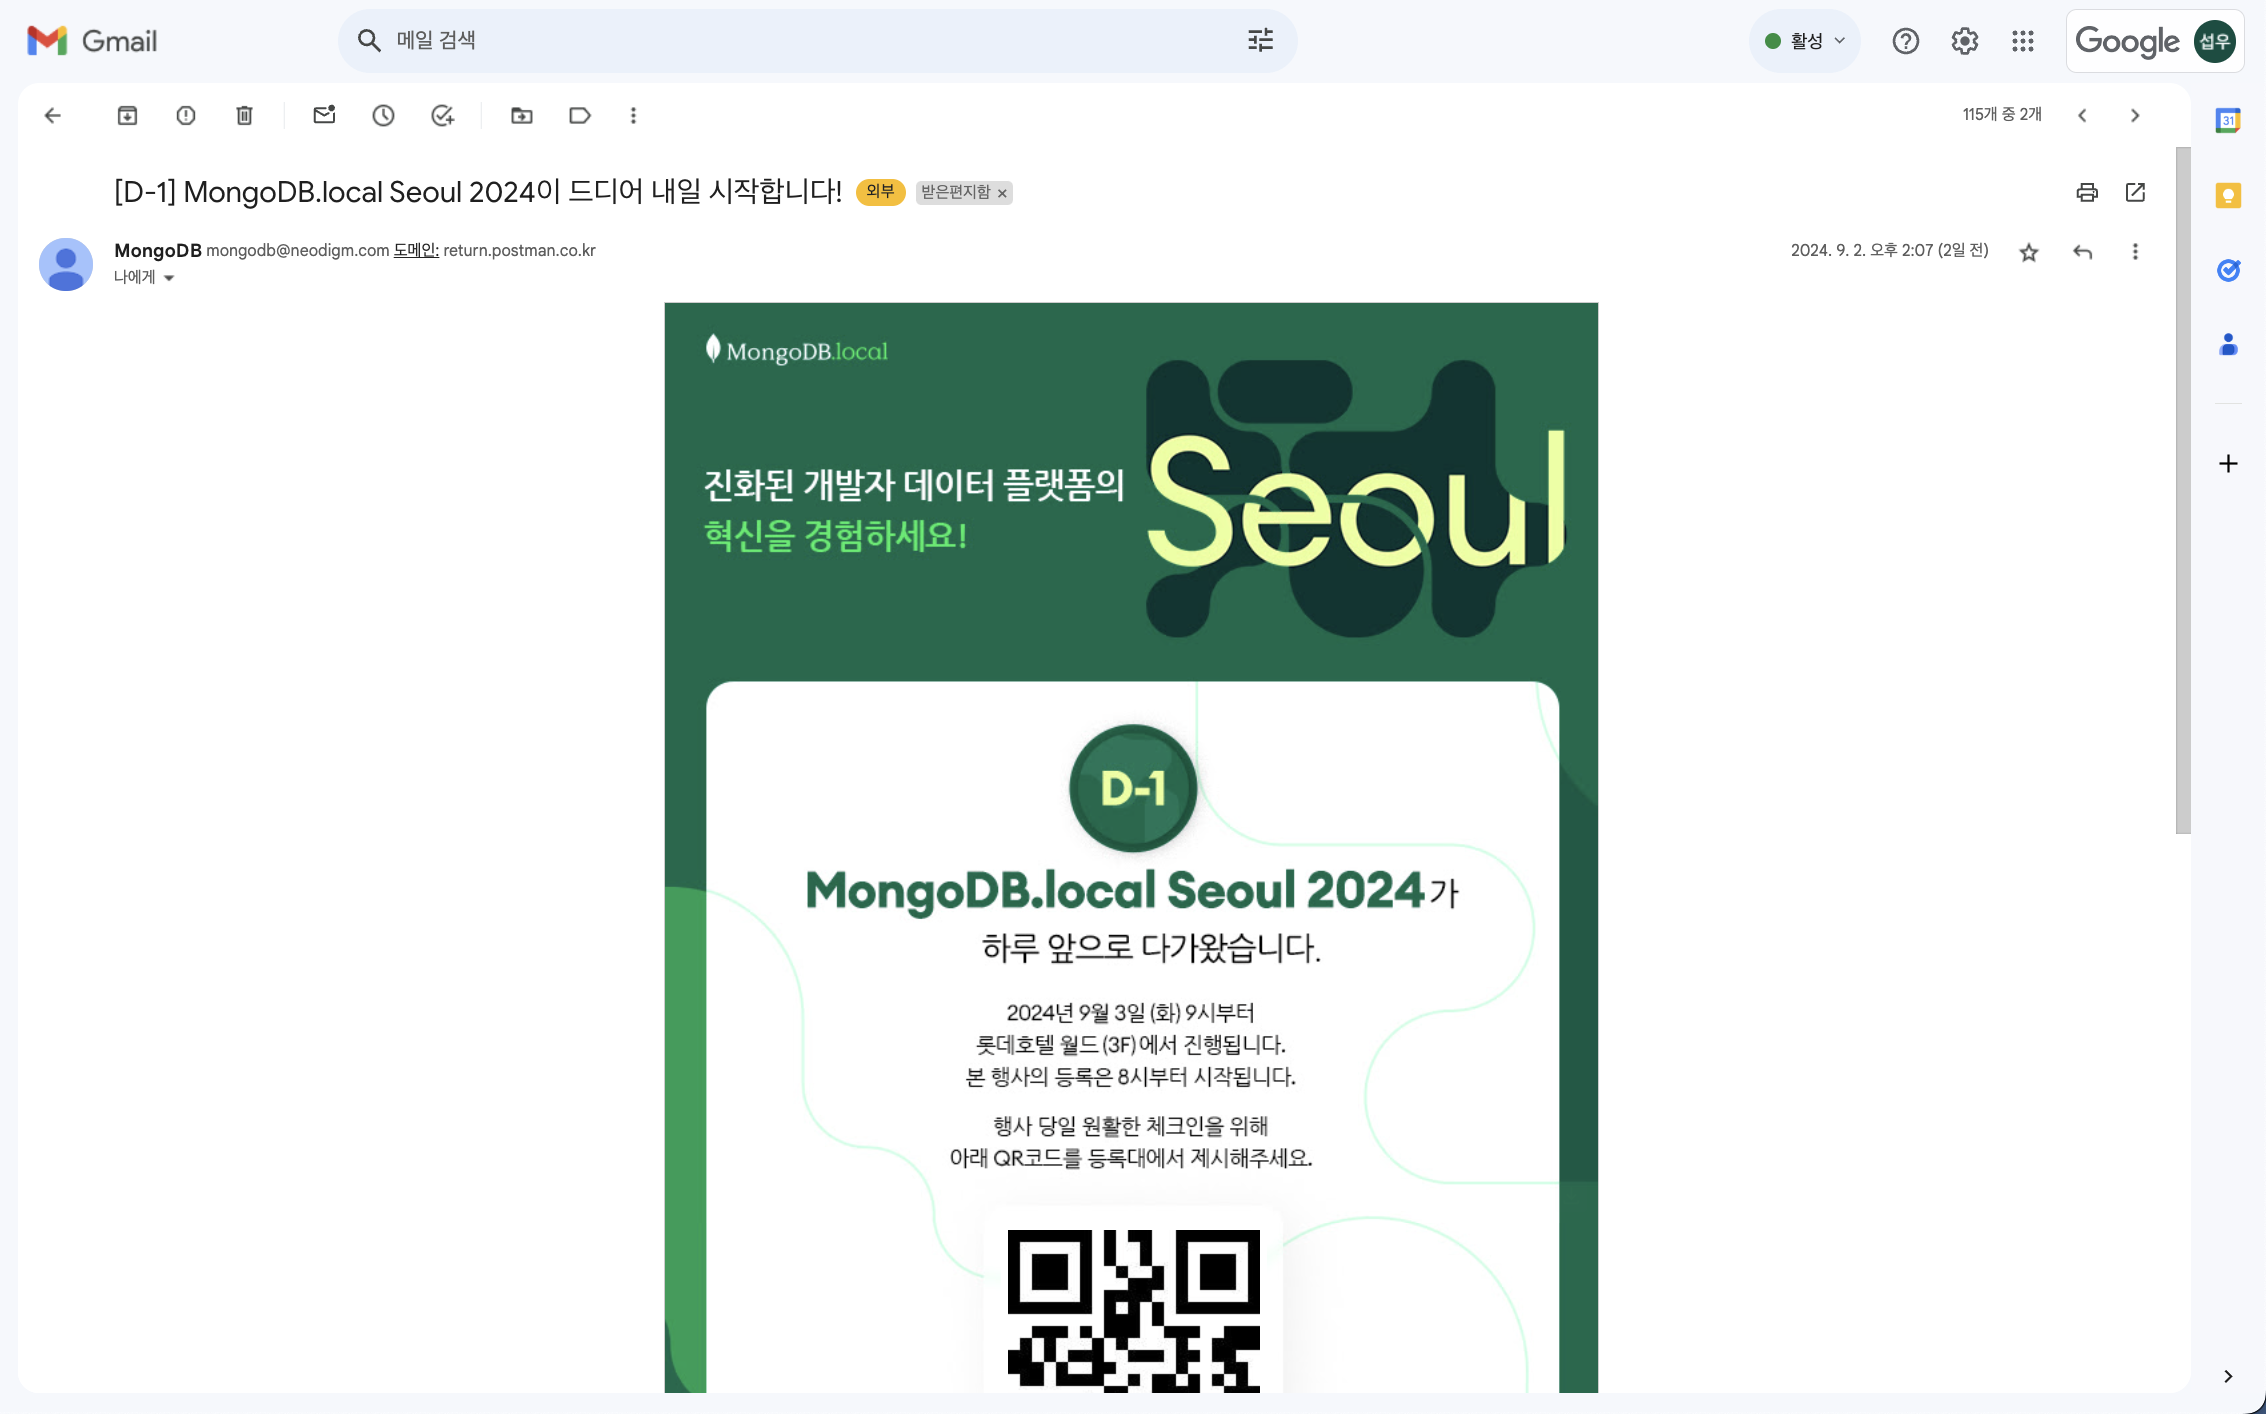 Gmail
메일 검색
활성
Google
섭우
115개 중 2개
31
[D-1] MongoDB.local Seoul 2024이 드디어 내일 시작합니다!
외부
받은편지함 ×
MongoDB mongodb@neodigm.com 도메인: return.postman.co.kr
2024. 9. 2. 오후 2:07 (2일 전)
나에게
MongoDB.local
진화된 개발자 데이터 플랫폼의
혁신을 경험하세요!
Seoul
D-1
MongoDB.local Seoul 2024가
하루 앞으로 다가왔습니다.
2024년 9월 3일 (화) 9시부터
롯데호텔 월드 (3F)에서 진행됩니다.
본 행사의 등록은 8시부터 시작됩니다.
행사 당일 원활한 체크인을 위해
아래 QR코드를 등록대에서 제시해주세요.